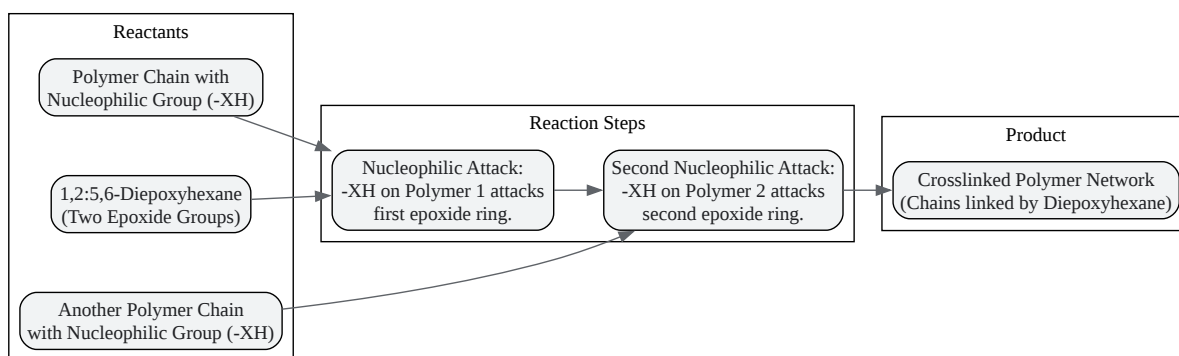 Reactants
Polymer Chain with
Nucleophilic Group (-XH)
1,2:5,6-Diepoxyhexane
(Two Epoxide Groups)
Another Polymer Chain
with Nucleophilic Group (-XH)
Reaction Steps
Nucleophilic Attack:
-XH on Polymer 1 attacks
first epoxide ring.
Second Nucleophilic Attack:
-XH on Polymer 2 attacks
second epoxide ring.
Product
Crosslinked Polymer Network
(Chains linked by Diepoxyhexane)